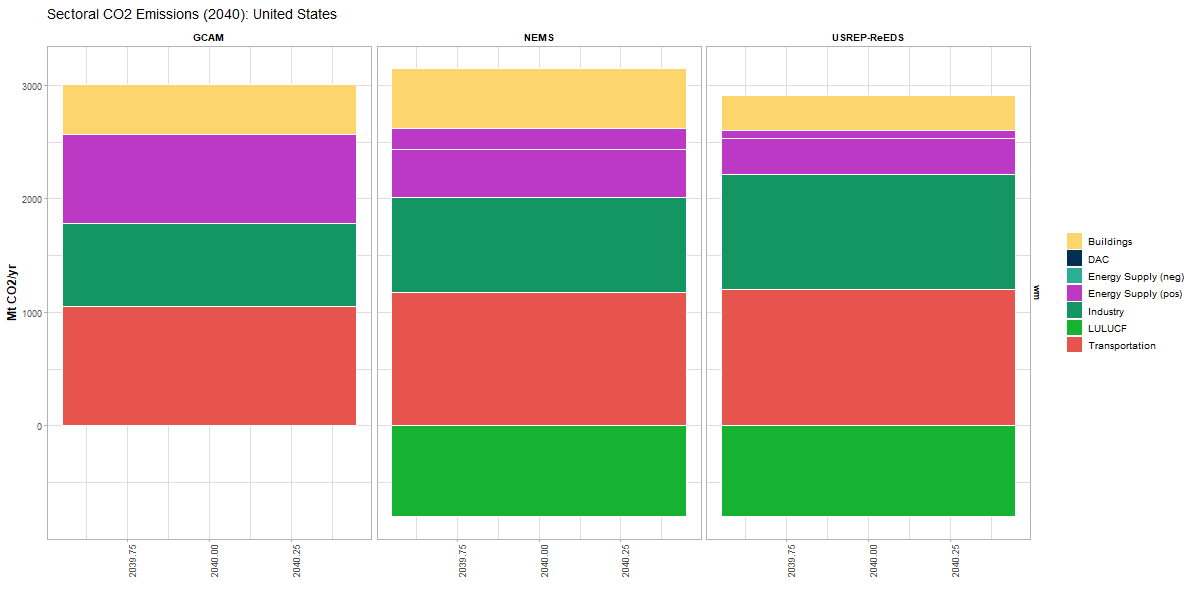 Sectoral CO2 Emissions (2040): United States
GCAM
NEMS
USREP-ReEDS
Mt CO2/yr
3000
2000
1000
0
2039.75
2040.00
2040.25
2039.75
2040.00
2040.25
2039.75
2040.00
2040.25
wm
Buildings
DAC
Energy Supply (neg)
Energy Supply (pos)
Industry
LULUCF
Transportation